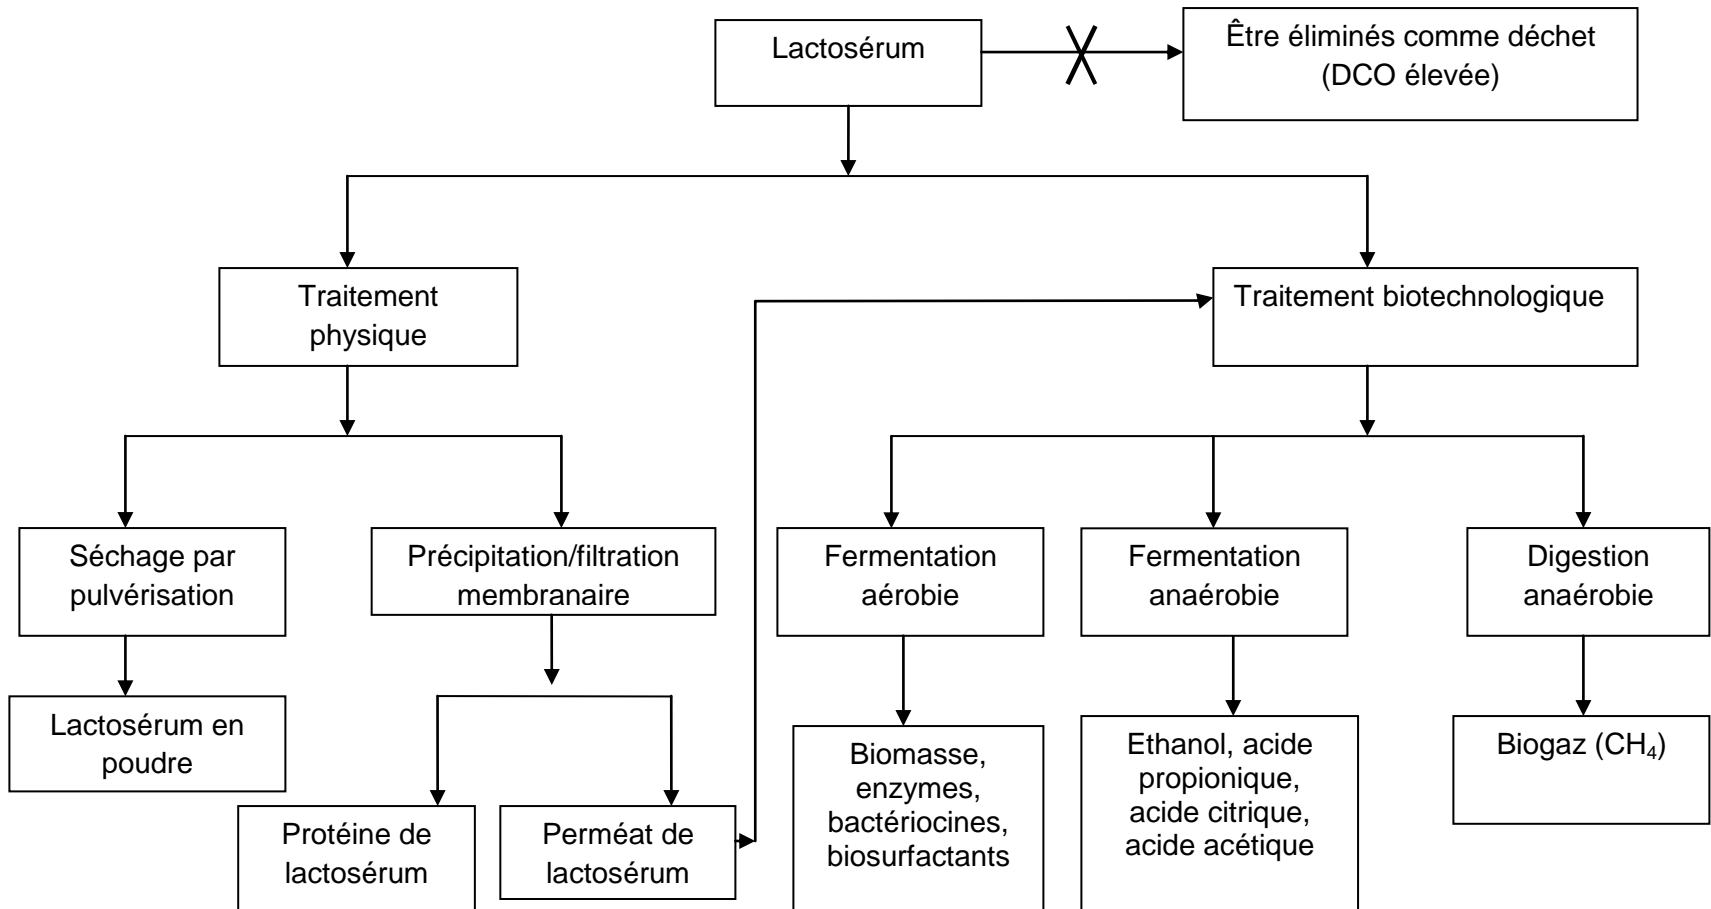 Lactosérum
Être éliminés comme déchet
(DCO élevée)
Traitement
physique
Traitement biotechnologique
Séchage par
pulvérisation
Précipitation/filtration
membranaire
Fermentation
aérobie
Fermentation
anaérobie
Digestion
anaérobie
Lactosérum en
poudre
Protéine de
lactosérum
Perméat de
lactosérum
Biomasse,
enzymes,
bactériocines,
biosurfactants
Ethanol, acide
propionique,
acide citrique,
acide acétique
Biogaz (CH₄)